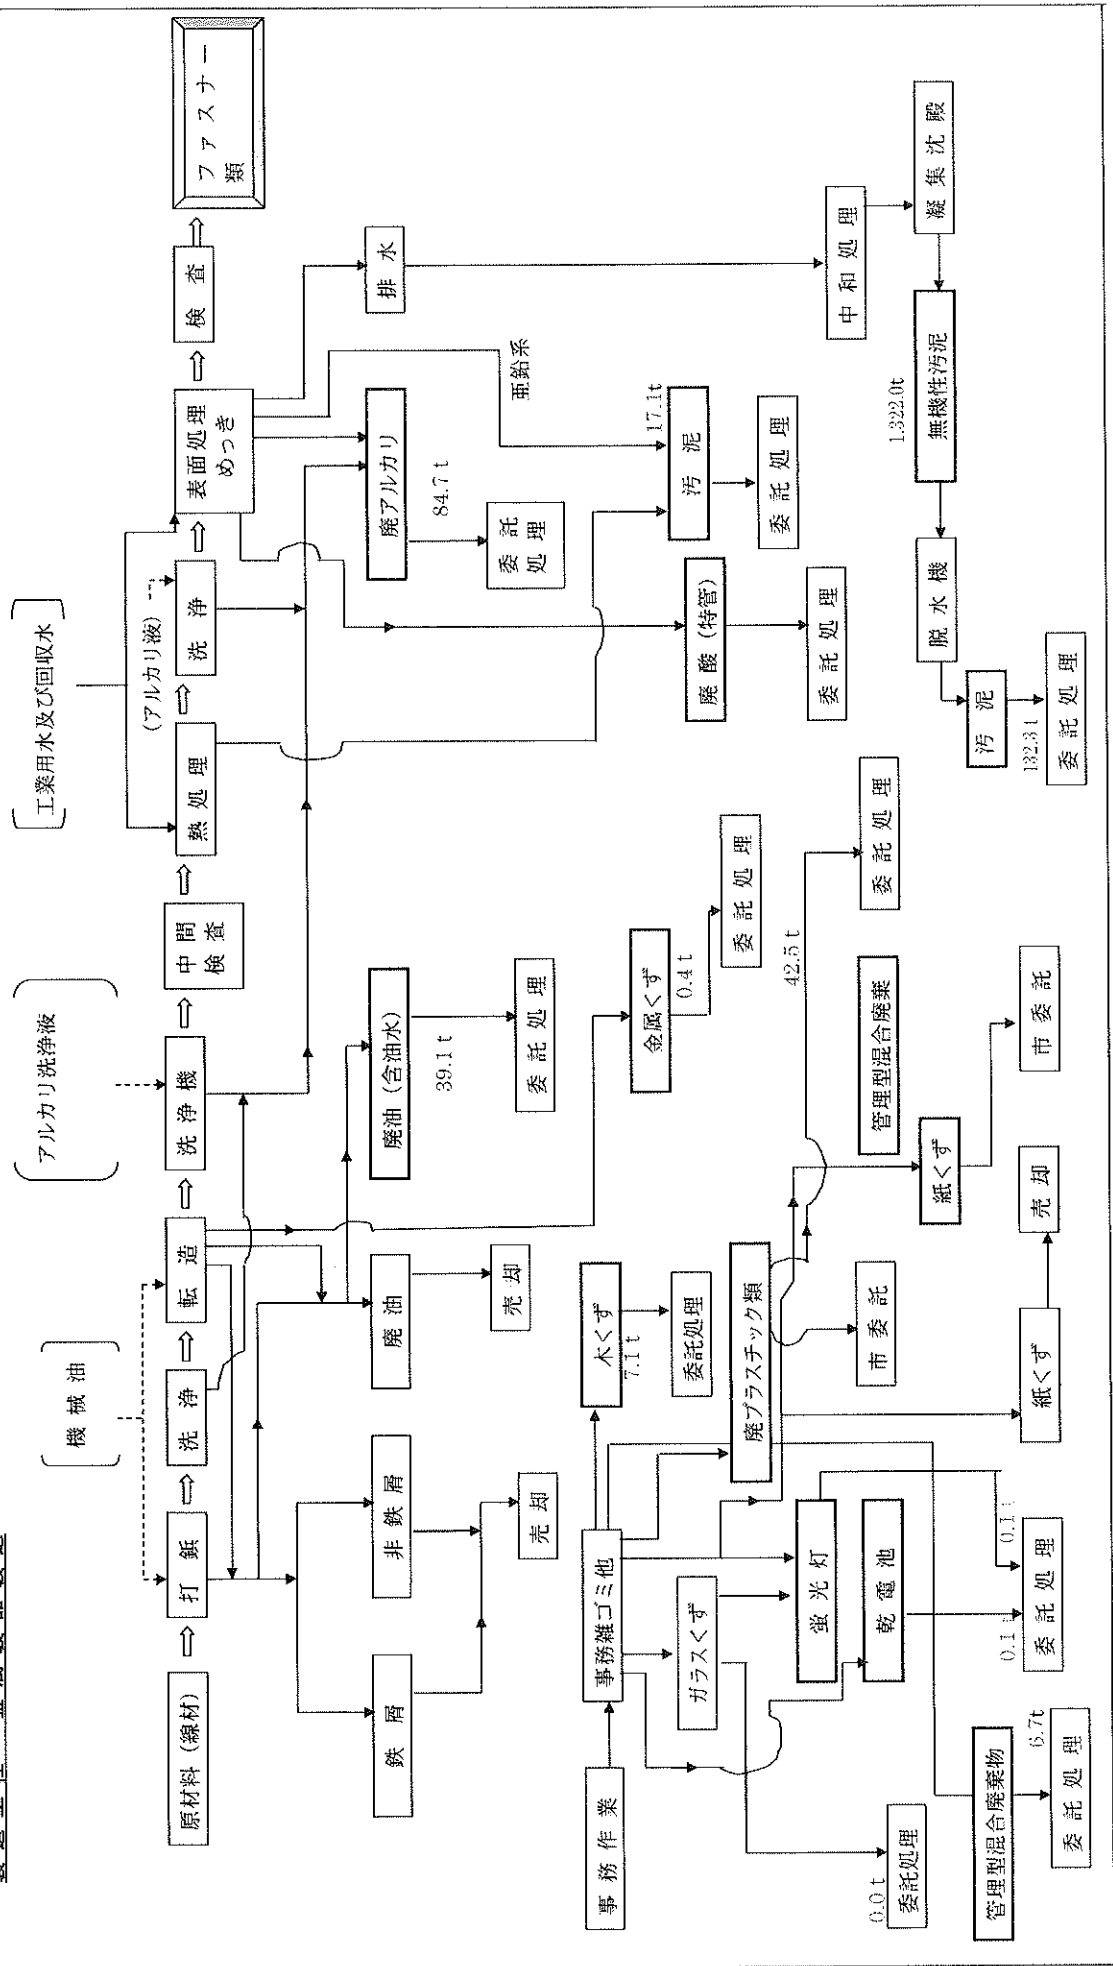 機械油
アルカリ洗浄液
工業用水及び回収水
(アルカリ液)
原材料(線材)
打鋲
洗浄
転造
洗浄機
中間
検査
熱処理
洗浄
表面処理
めっき
検査
ファスナー
類
鉄屑
非鉄屑
廃油
廃油(含油水)
廃アルカリ
排水
39.1t
84.7t
亜鉛系
売却
売却
委託処理
委託
処理
事務作業
事務雑ゴミ他
木くず
7.1t
金属くず
0.4t
廃酸(特管)
汚泥
17.1t
ガラスくず
委託処理
廃プラスチック類
委託処理
委託処理
委託処理
42.5t
蛍光灯
乾電池
市委託
管理型混合廃棄
委託処理
中和処理
0.0t
委託処理
紙くず
脱水機
無機性汚泥
1.322.0t
凝集沈殿
管理型混合廃棄物
0.1t
0.1t
委託処理
紙くず
売却
市委託
汚泥
132.3t
委託処理
6.7t
委託処理